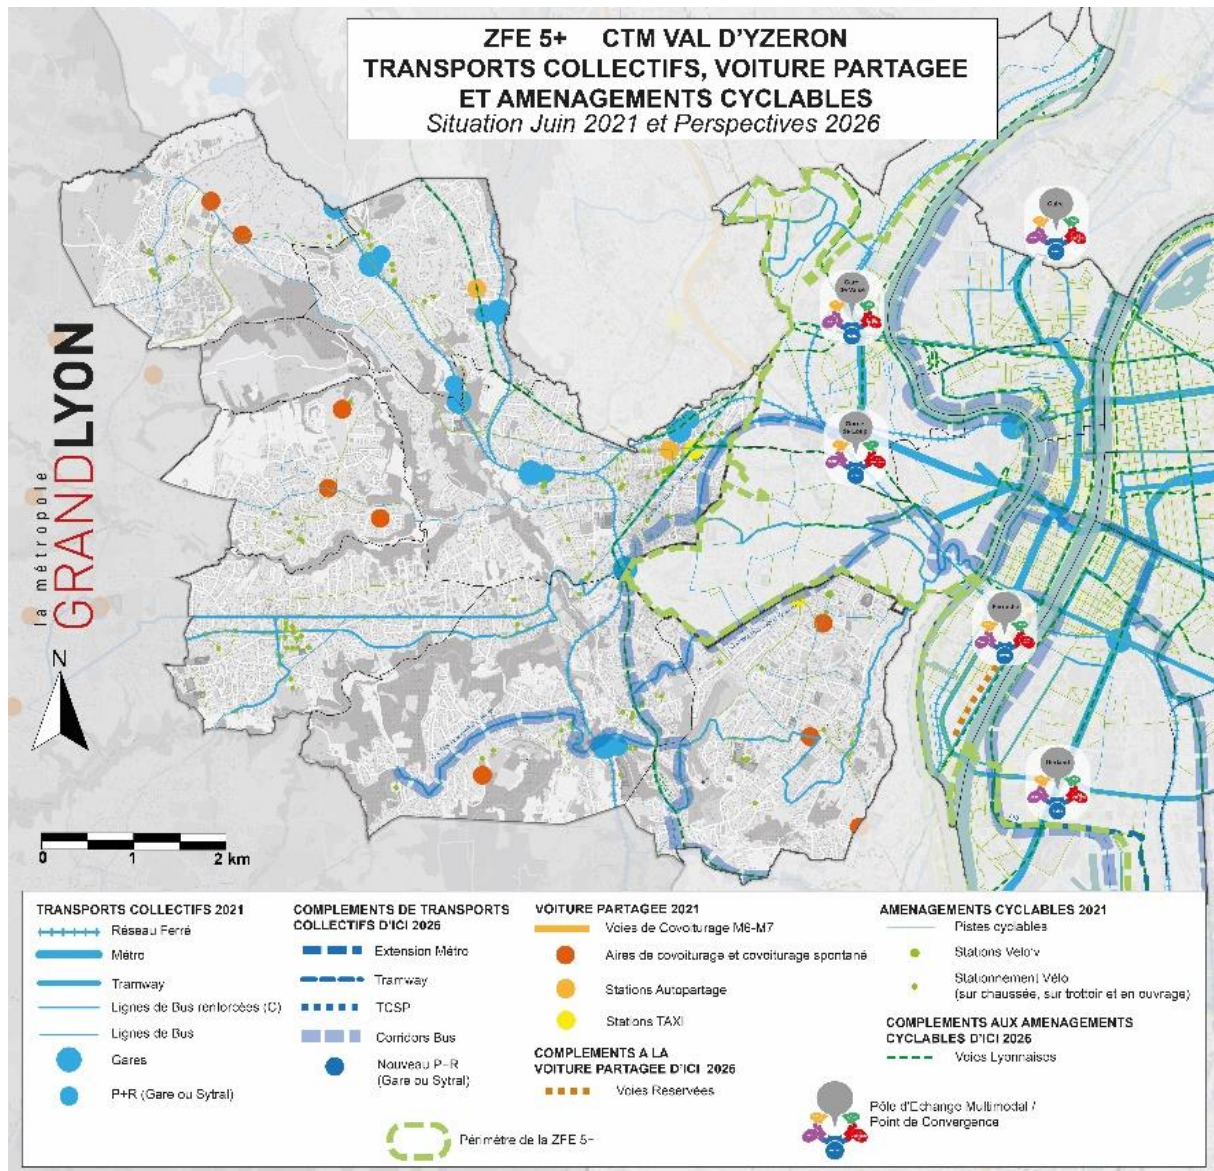 ZFE 5+ CTM VAL D'YZERON
TRANSPORTS COLLECTIFS, VOITURE PARTAGEE
ET AMENAGEMENTS CYCLABLES
Situation Juin 2021 et Perspectives 2026
la métropole
GRANDLYON
N
0 1 2 km
Gare
de Vaise
TRANSPORTS COLLECTIFS 2021
Réseau Ferré
Métro
Tramway
Lignes de Bus renforcées (C)
Lignes de Bus
Gares
P+R (Gare ou Sytral)
COMPLEMENTS DE TRANSPORTS
COLLECTIFS D'ICI 2026
Extension Métro
Tramway
TCSP
Corridors Bus
Nouveau P+R
(Gare ou Sytral)
VOITURE PARTAGEE 2021
Voies de Covoiturage M6-M7
Aires de covoiturage et covoiturage spontané
Stations Autopartage
Stations TAXI
COMPLEMENTS A LA
VOITURE PARTAGEE D'ICI 2026
Voies Reservées
AMENAGEMENTS CYCLABLES 2021
Pistes cyclables
Stations Velo'v
Stationnement Vélo
(sur chaussée, sur trottoir et en ouvrage)
COMPLEMENTS AUX AMENAGEMENTS
CYCLABLES D'ICI 2026
Voies Lyonnaises
Pôle d'Echange Multimodal /
Point de Convergence
Périmètre de la ZFE 5+